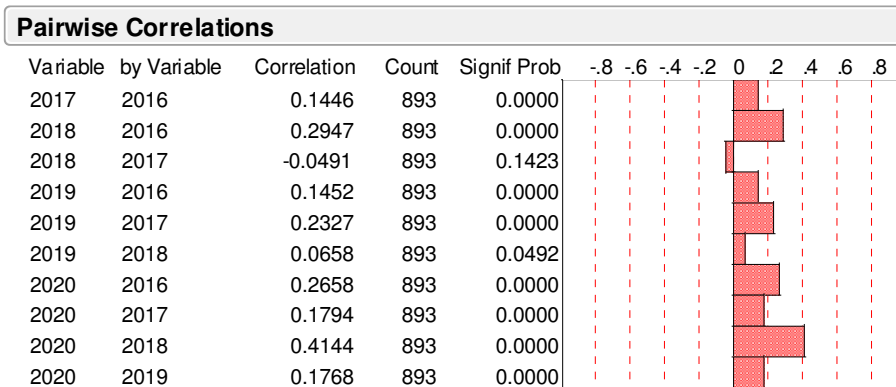 Pairwise Correlations
Variable by Variable Correlation Count Signif Prob -.8 -.6 -.4 -.2 0 .2 .4 .6 .8
2017 2016 0.1446 893 0.0000
2018 2016 0.2947 893 0.0000
2018 2017 -0.0491 893 0.1423
2019 2016 0.1452 893 0.0000
2019 2017 0.2327 893 0.0000
2019 2018 0.0658 893 0.0492
2020 2016 0.2658 893 0.0000
2020 2017 0.1794 893 0.0000
2020 2018 0.4144 893 0.0000
2020 2019 0.1768 893 0.0000